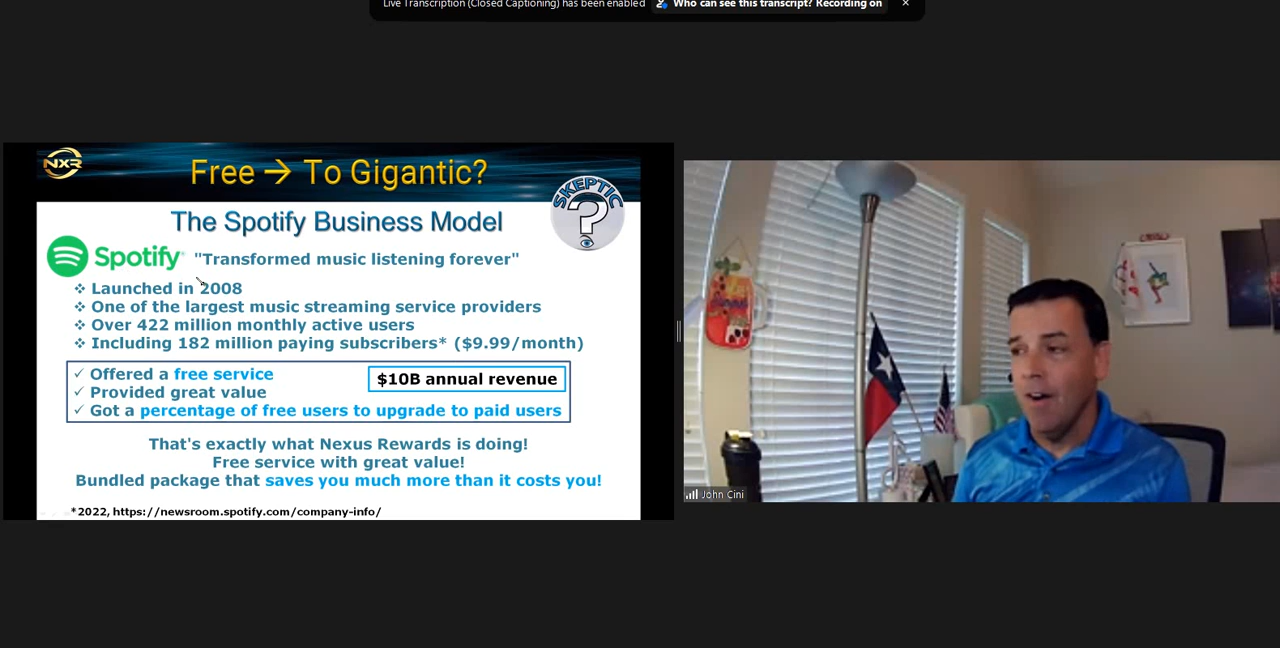 Live Transcription (Closed Captioning) has been enabled
Who can see this transcript? Recording on
NXR
Free → To Gigantic?
SKEPTIC
?
The Spotify Business Model
Spotify "Transformed music listening forever"
❖ Launched in 2008
❖ One of the largest music streaming service providers
❖ Over 422 million monthly active users
❖ Including 182 million paying subscribers* ($9.99/month)
✓ Offered a free service
$10B annual revenue
✓ Provided great value
✓ Got a percentage of free users to upgrade to paid users
That's exactly what Nexus Rewards is doing!
Free service with great value!
Bundled package that saves you much more than it costs you!
*2022, https://newsroom.spotify.com/company-info/
John Cini